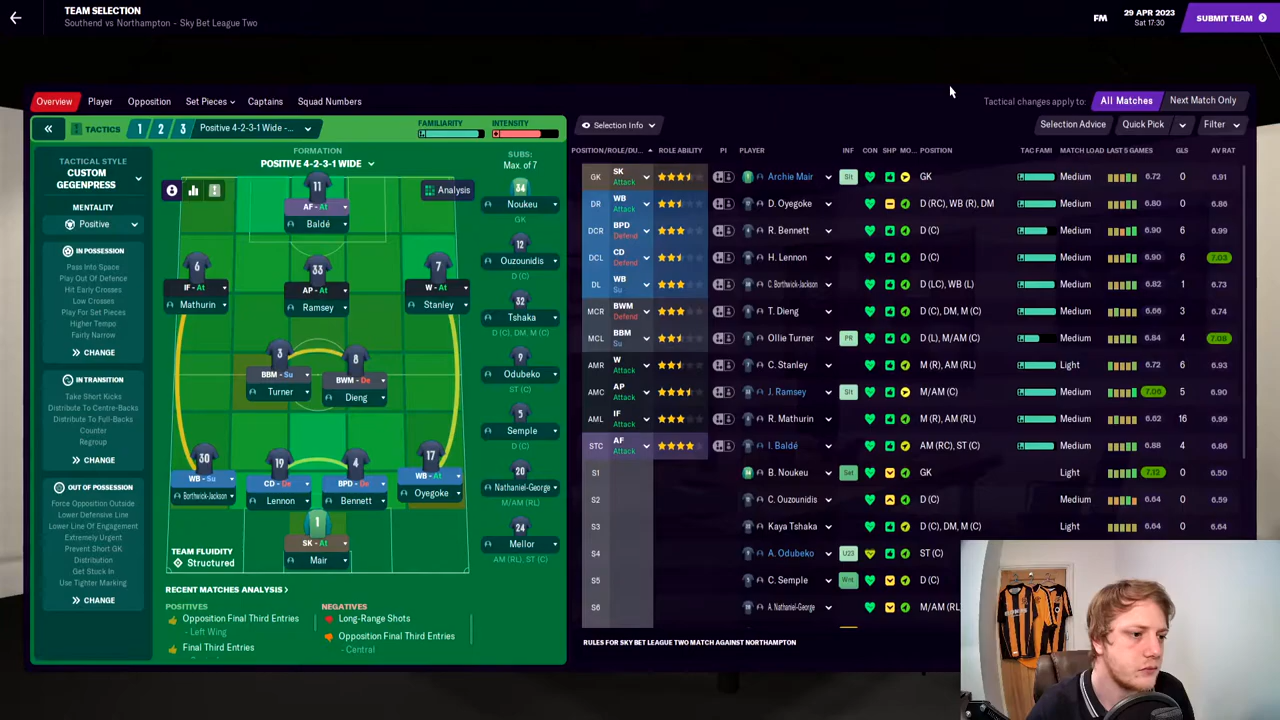 TEAM SELECTION
Southend vs Northampton - Sky Bet League Two
FM
29 APR 2023
Sat 17:30
SUBMIT TEAM
Overview
Player
Opposition
Set Pieces
Captains
Squad Numbers
Tactical changes apply to:
All Matches
Next Match Only
TACTICS
1
2
3
Positive 4-2-3-1 Wide -...
FAMILIARITY
INTENSITY
Selection Info
Selection Advice
Quick Pick
Filter
TACTICAL STYLE
CUSTOM
GEGENPRESS
MENTALITY
Positive
IN POSSESSION
Pass Into Space
Play Out Of Defence
Hit Early Crosses
Low Crosses
Play For Set Pieces
Higher Tempo
Fairly Narrow
CHANGE
IN TRANSITION
Take Short Kicks
Distribute To Centre-Backs
Distribute To Full-Backs
Counter
Regroup
CHANGE
OUT OF POSSESSION
Force Opposition Outside
Lower Defensive Line
Lower Line Of Engagement
Extremely Urgent
Prevent Short GK
Distribution
Get Stuck In
Use Tighter Marking
CHANGE
FORMATION
POSITIVE 4-2-3-1 WIDE
Analysis
11
AF - At
Baldé
6
IF - At
Mathurin
33
AP - At
Ramsey
7
W - At
Stanley
3
BBM - Su
Turner
8
BWM - De
Dieng
30
WB - Su
Borthwick-Jackson
19
CD - De
Lennon
4
BPD - De
Bennett
17
WB - At
Oyegoke
1
SK - At
Mair
TEAM FLUIDITY
Structured
SUBS:
Max. of 7
34
Noukeu
GK
12
Ouzounidis
D (C)
32
Tshaka
D (C), DM, M (C)
9
Odubeko
ST (C)
5
Semple
D (C)
20
Nathaniel-George
M/AM (RL)
24
Mellor
AM (RL), ST (C)
RECENT MATCHES ANALYSIS
POSITIVES
Opposition Final Third Entries
- Left Wing
Final Third Entries
NEGATIVES
Long-Range Shots
Opposition Final Third Entries
- Central
POSITION/ROLE/DU... ROLE ABILITY PI PLAYER INF CON SHP MO... POSITION TAC FAMI MATCH LOAD LAST 5 GAMES GLS AV RAT
GK SK Attack Archie Mair Slt GK Medium 6.72 0 6.91
DR WB Attack D. Oyegoke D (RC), WB (R), DM Medium 6.80 0 6.86
DCR BPD Defend R. Bennett D (C) Medium 6.90 6 6.99
DCL CD Defend H. Lennon D (C) Medium 6.90 6 7.03
DL WB Su C. Borthwick-Jackson D (LC), WB (L) Medium 6.82 1 6.73
MCR BWM Defend T. Dieng D (C), DM, M (C) Medium 6.66 3 6.74
MCL BBM Su Ollie Turner PR D (L), M/AM (C) Medium 6.84 4 7.08
AMR W Attack C. Stanley M (R), AM (RL) Light 6.72 6 6.93
AMC AP Attack J. Ramsey Slt M/AM (C) Medium 7.06 5 6.90
AML IF Attack R. Mathurin M (R), AM (RL) Medium 6.62 16 6.99
STC AF Attack I. Baldé AM (RC), ST (C) Medium 6.88 4 6.86
S1 B. Noukeu Set GK Light 7.12 0 6.50
S2 C. Ouzounidis D (C) Medium 6.64 0 6.59
S3 Kaya Tshaka D (C), DM, M (C) Light 6.64 0 6.64
S4 A. Odubeko U23 ST (C)
S5 C. Semple Wnt D (C)
S6 A. Nathaniel-George M/AM (RL)
RULES FOR SKY BET LEAGUE TWO MATCH AGAINST NORTHAMPTON